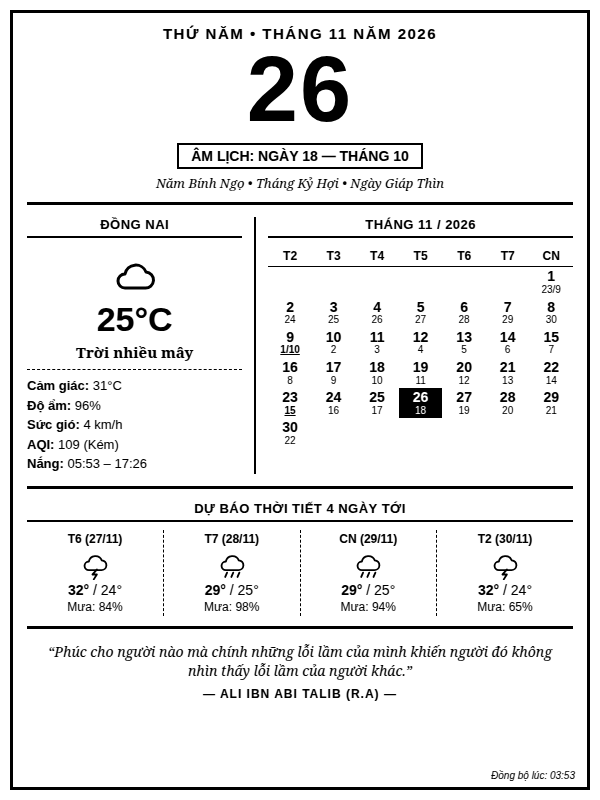 THỨ NĂM • THÁNG 11 NĂM 2026
26
ÂM LỊCH: NGÀY 18 — THÁNG 10
Năm Bính Ngọ • Tháng Kỷ Hợi • Ngày Giáp Thìn
ĐỒNG NAI
25°C
Trời nhiều mây
Cảm giác: 31°C
Độ ẩm: 96%
Sức gió: 4 km/h
AQI: 109 (Kém)
Nắng: 05:53 – 17:26
THÁNG 11 / 2026
T2 T3 T4 T5 T6 T7 CN
1
23/9
2 3 4 5 6 7 8
24 25 26 27 28 29 30
9 10 11 12 13 14 15
1/10 2 3 4 5 6 7
16 17 18 19 20 21 22
8 9 10 11 12 13 14
23 24 25 26 27 28 29
15 16 17 18 19 20 21
30
22
DỰ BÁO THỜI TIẾT 4 NGÀY TỚI
T6 (27/11) T7 (28/11) CN (29/11) T2 (30/11)
32° / 24° 29° / 25° 29° / 25° 32° / 24°
Mưa: 84% Mưa: 98% Mưa: 94% Mưa: 65%
“Phúc cho người nào mà chính những lỗi lầm của mình khiến người đó không
nhìn thấy lỗi lầm của người khác.”
— ALI IBN ABI TALIB (R.A) —
Đồng bộ lúc: 03:53